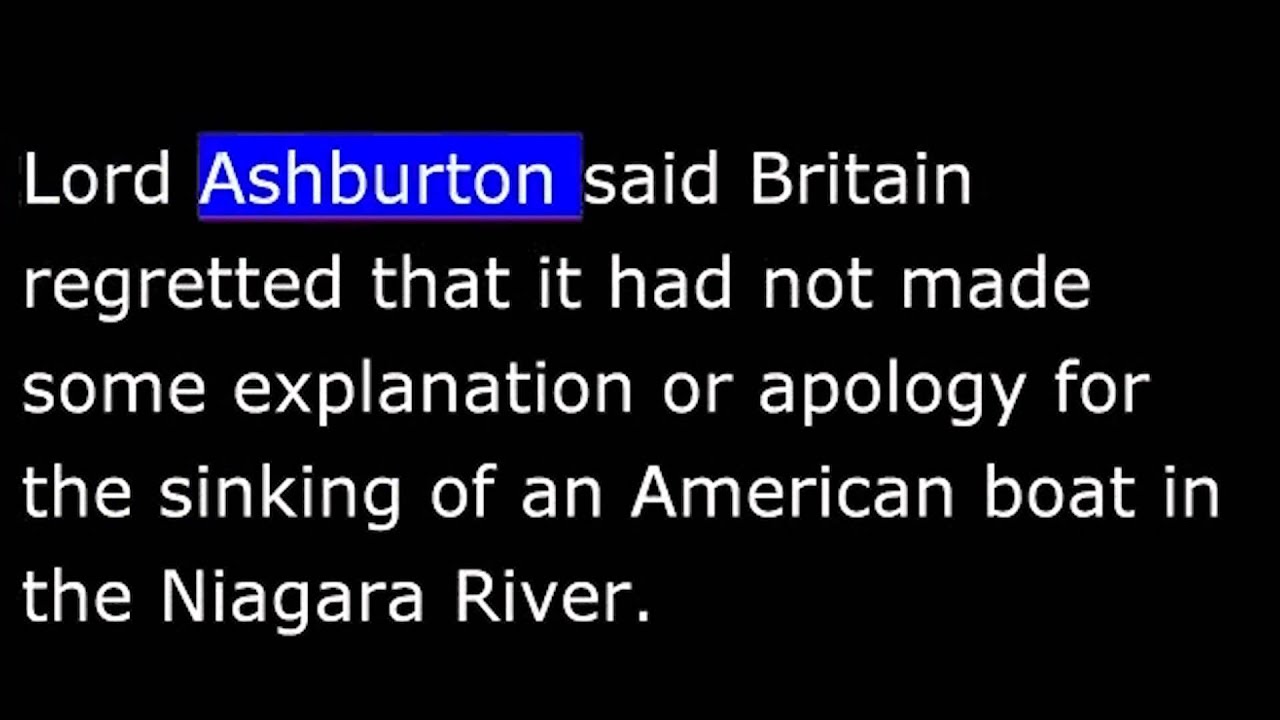 Lord Ashburton said Britain
regretted that it had not made
some explanation or apology for
the sinking of an American boat in
the Niagara River.